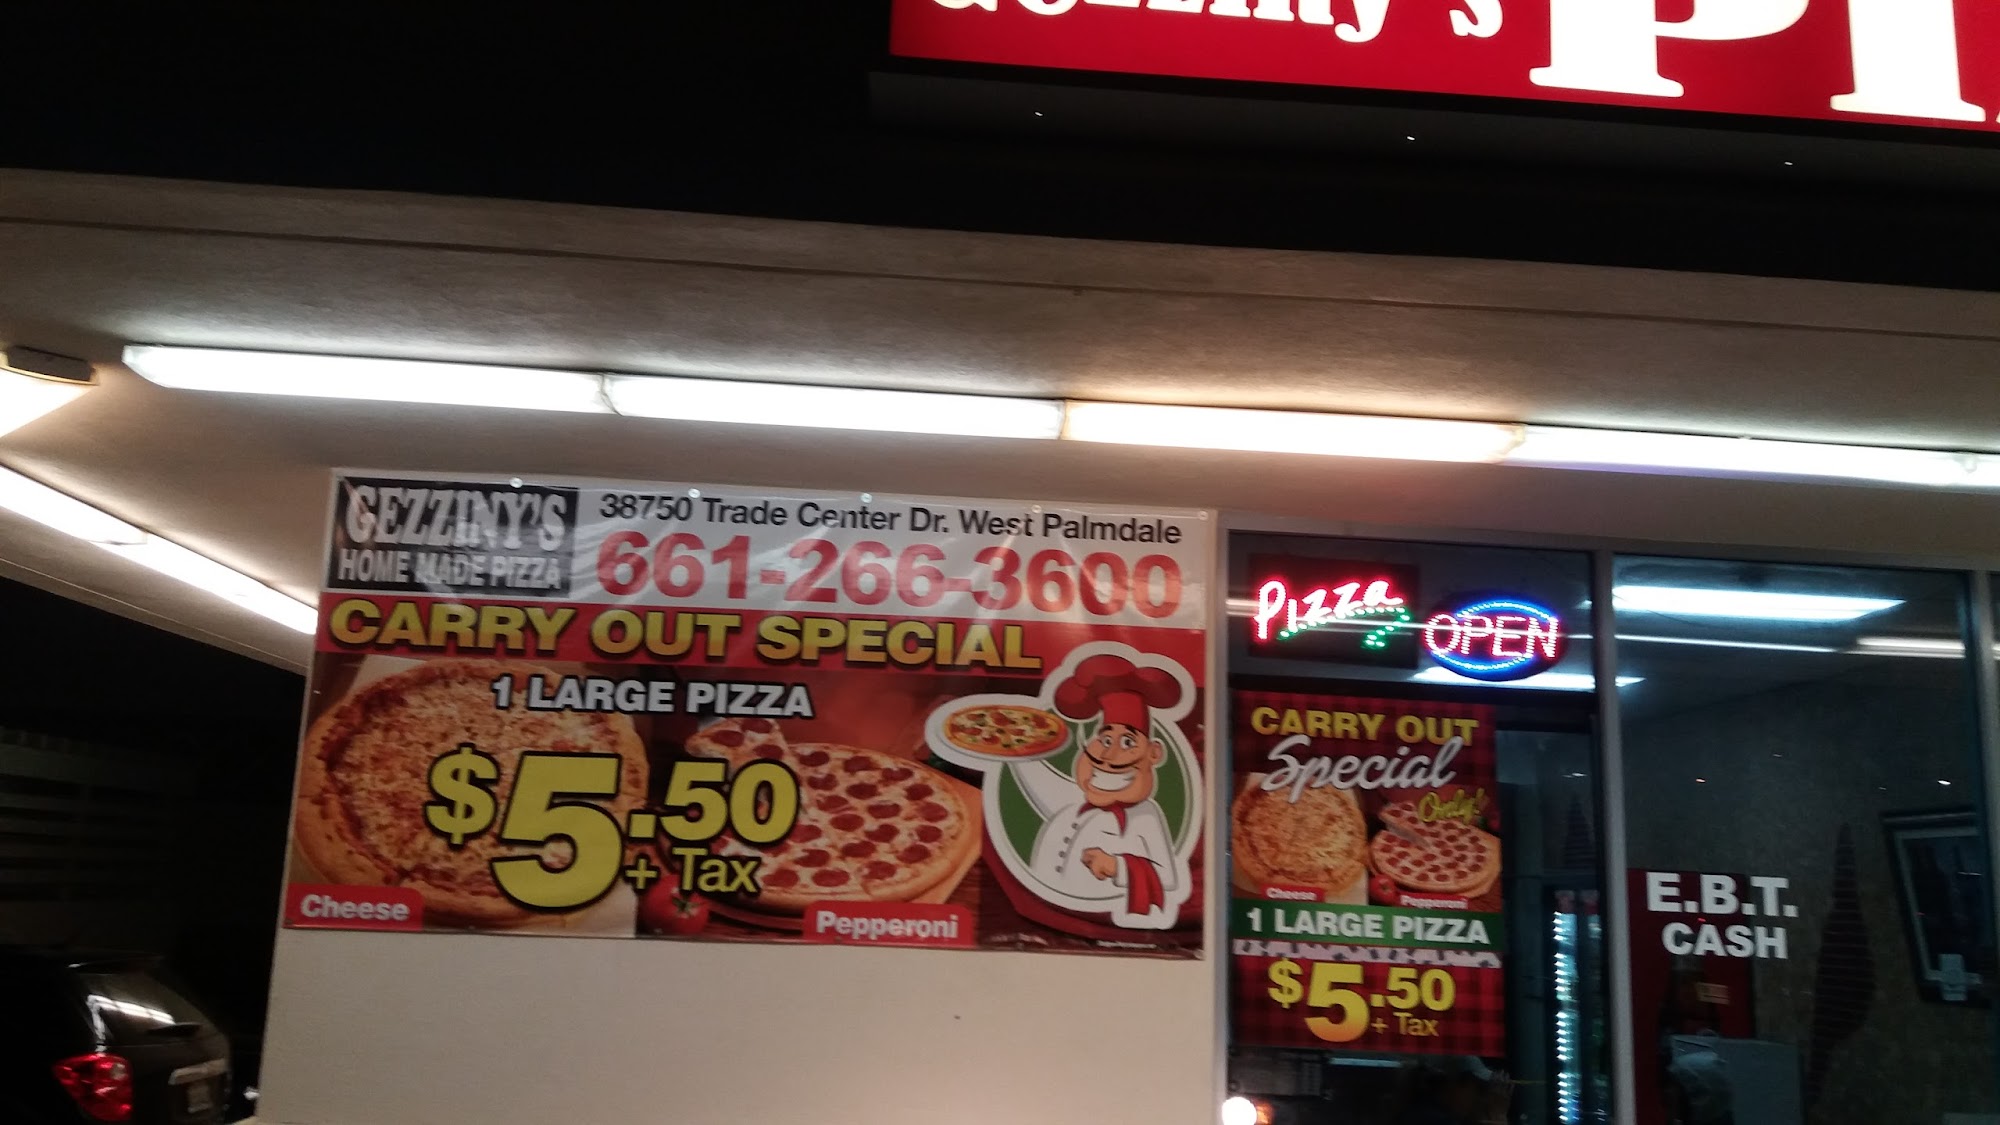 Gezziny's
GEZZINY'S
HOME MADE PIZZA
38750 Trade Center Dr. West Palmdale
661-266-3600
CARRY OUT SPECIAL
1 LARGE PIZZA
$5.50
+ Tax
Cheese
Pepperoni
Pizza
OPEN
CARRY OUT
Special
Only!
Cheese
Pepperoni
1 LARGE PIZZA
$5.50
+ Tax
E.B.T.
CASH